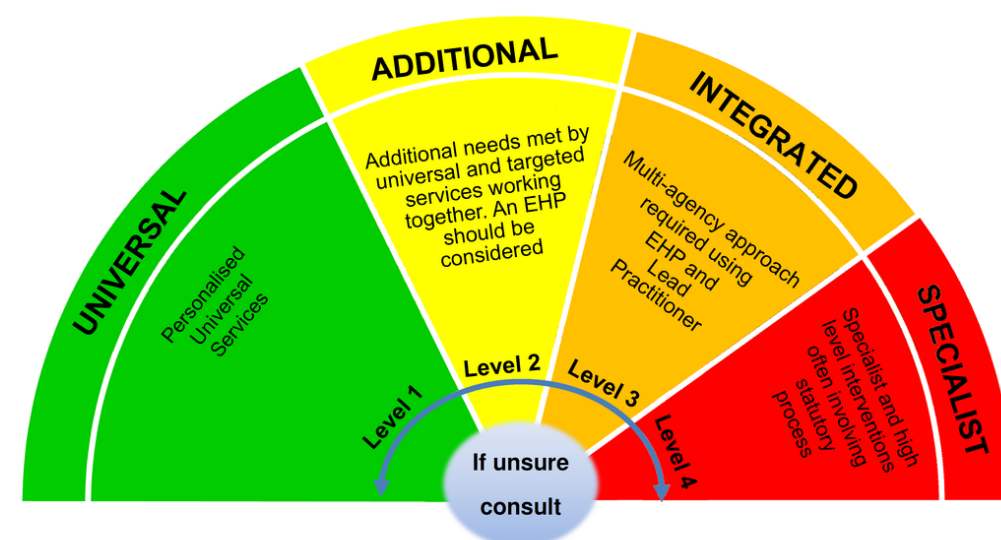 UNIVERSAL
Personalised
Universal
Services
Level 1
ADDITIONAL
Additional needs met by
universal and targeted
services working
together. An EHP
should be
considered
Level 2
INTEGRATED
Multi-agency approach
required using
EHP and
Lead
Practitioner
Level 3
SPECIALIST
Specialist and high
level interventions
often involving
statutory
process
Level 4
If unsure
consult